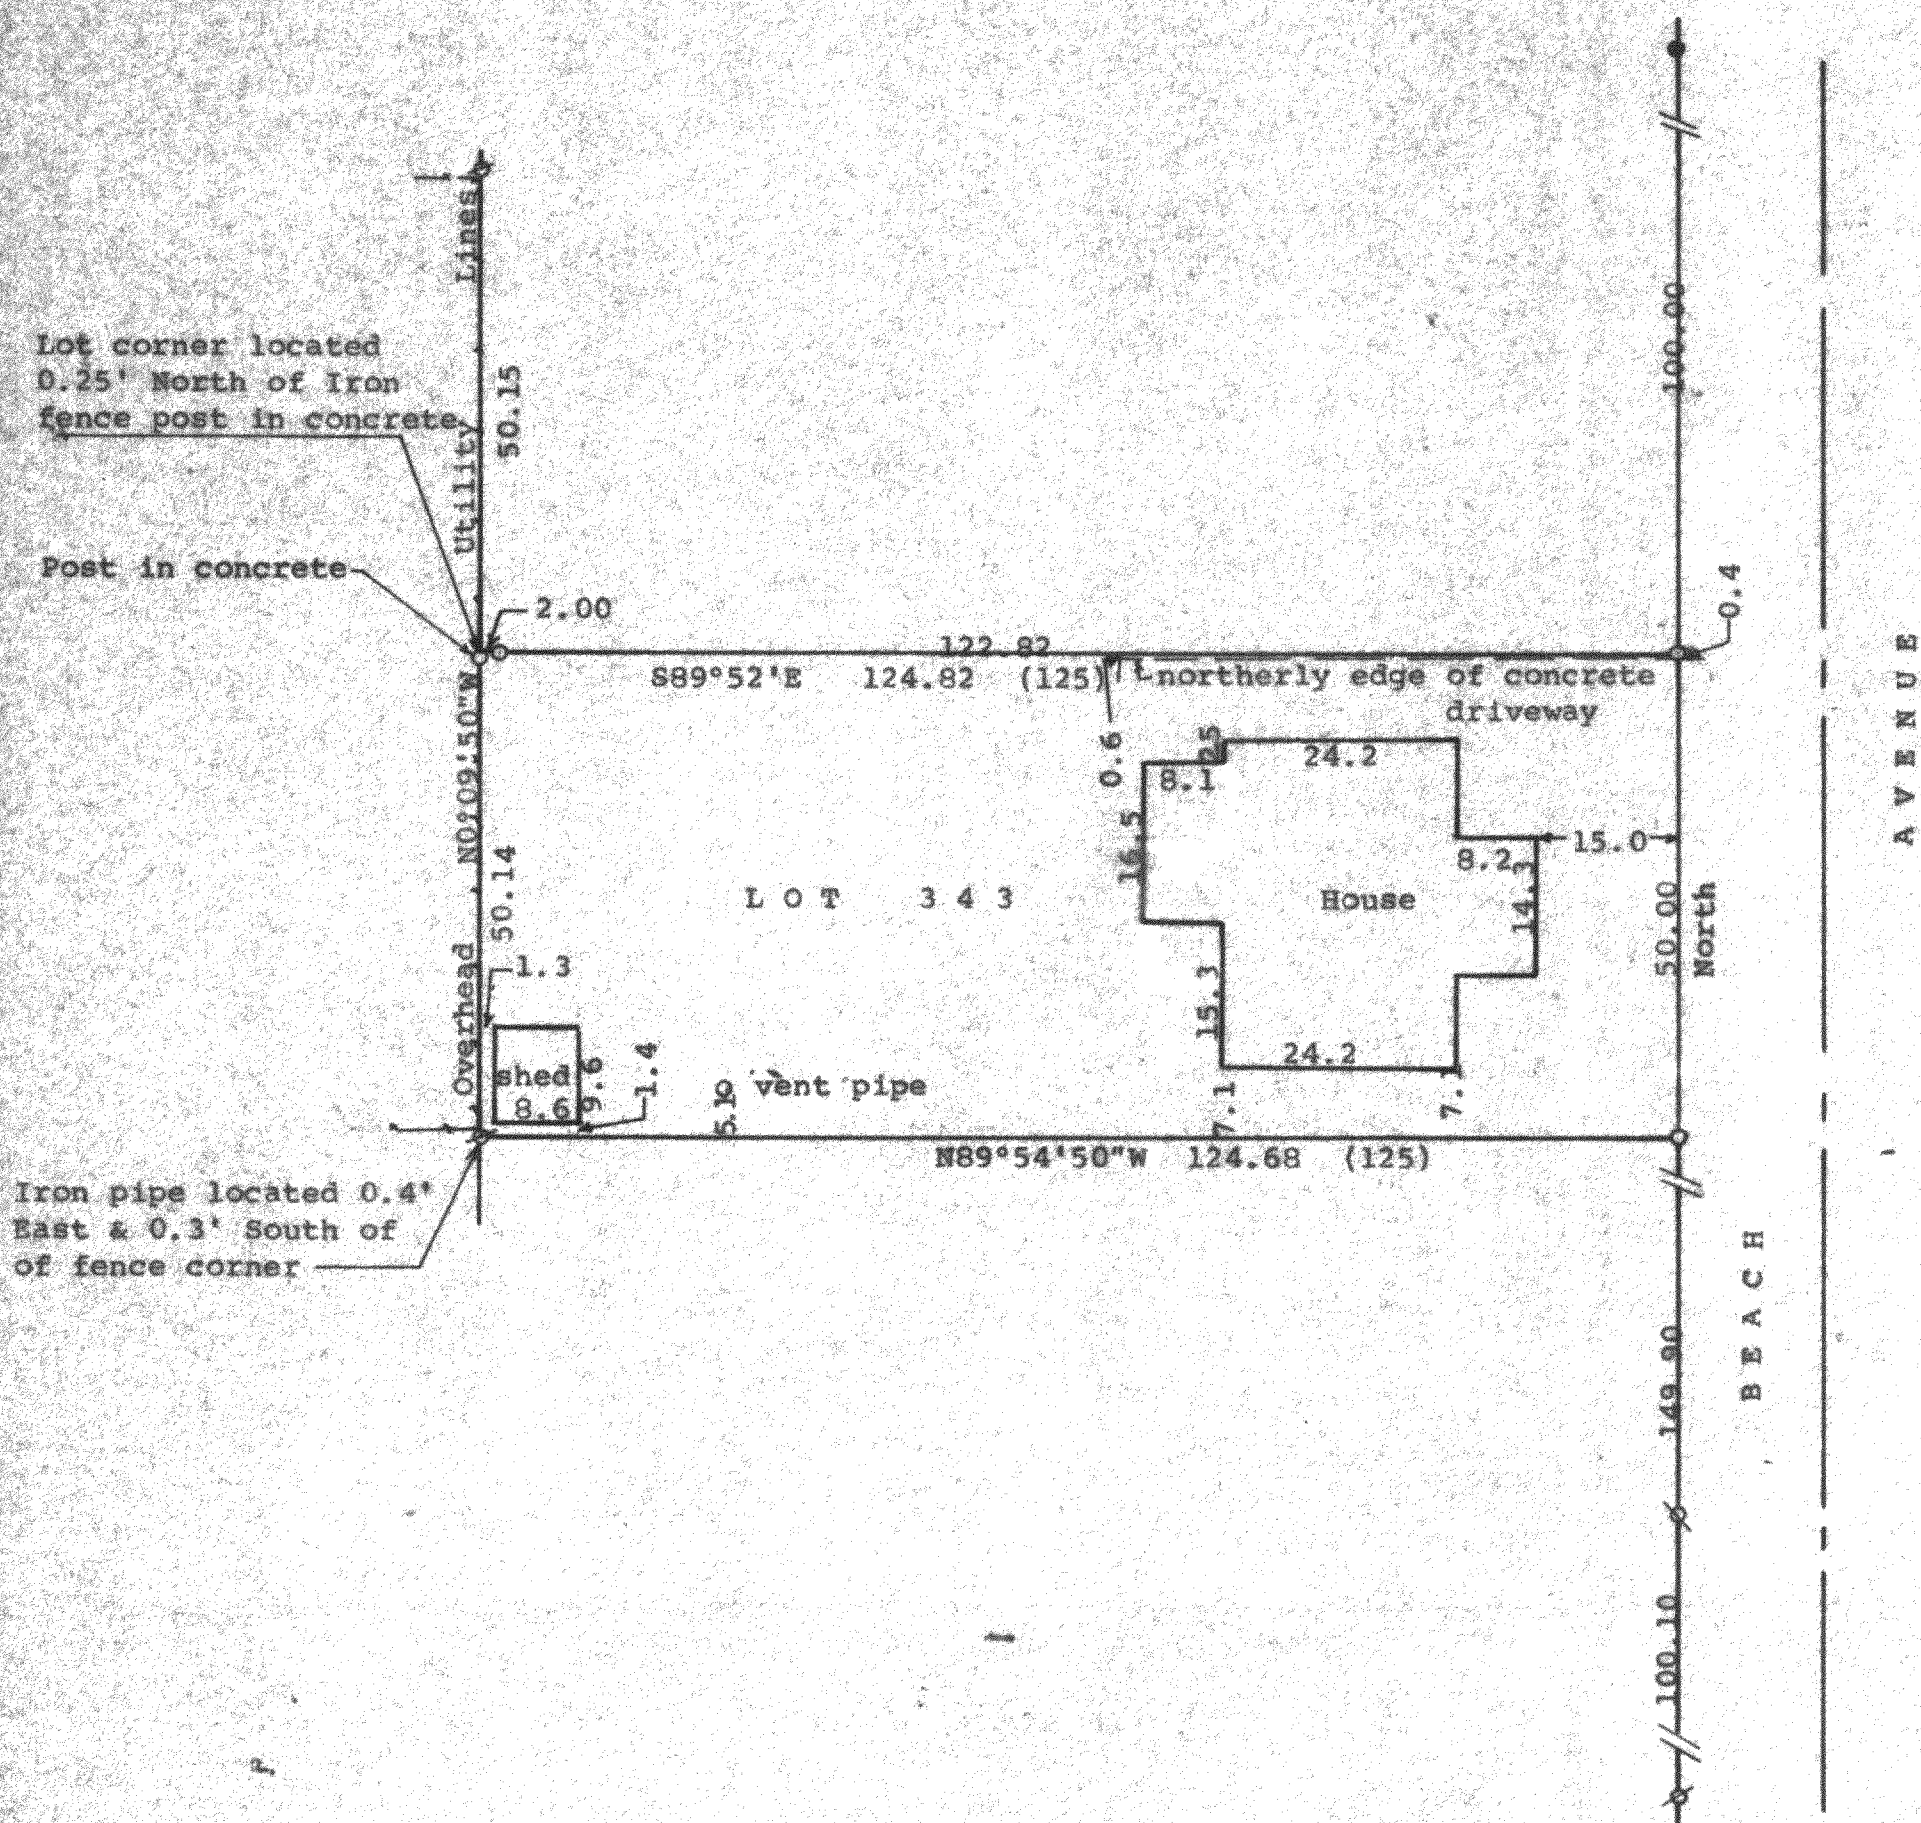 Lines
100.00
Lot corner located
0.25' North of Iron
fence post in concrete
50.15
Utility
Post in concrete
2.00
0.4
122.82
S89°52'E 124.82 (125)
northerly edge of concrete
driveway
AVENUE
N0°09'50"W
0.6
25
24.2
8.1
16.5
15.0
8.2
14.3
LOT 343
House
50.14
50.00
North
Overhead
1.3
15.3
24.2
shed
8.6
9.6
1.4
5.1
vent pipe
7.1
7.1
N89°54'50"W 124.68 (125)
Iron pipe located 0.4'
East & 0.3' South of
of fence corner
BEACH
149.90
100.10